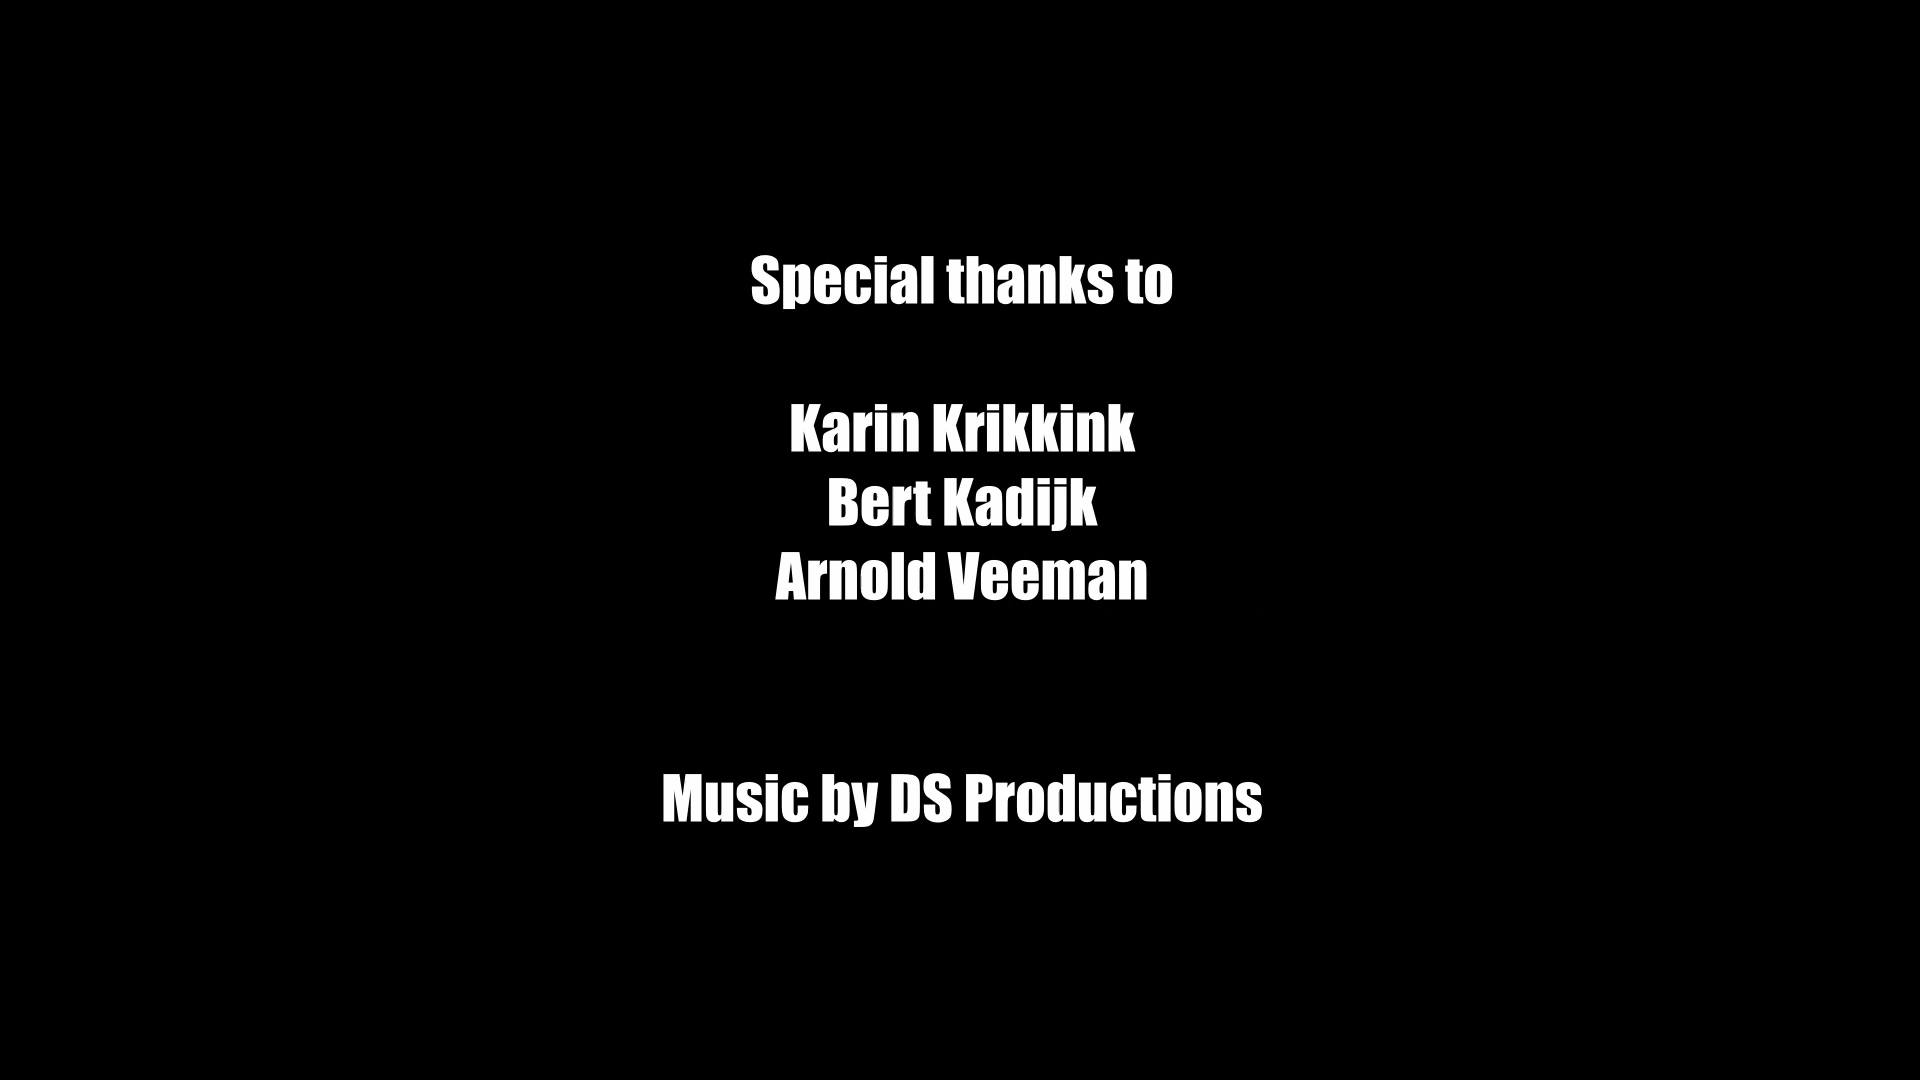 Special thanks to
Karin Krikkink
Bert Kadijk
Arnold Veeman
Music by DS Productions